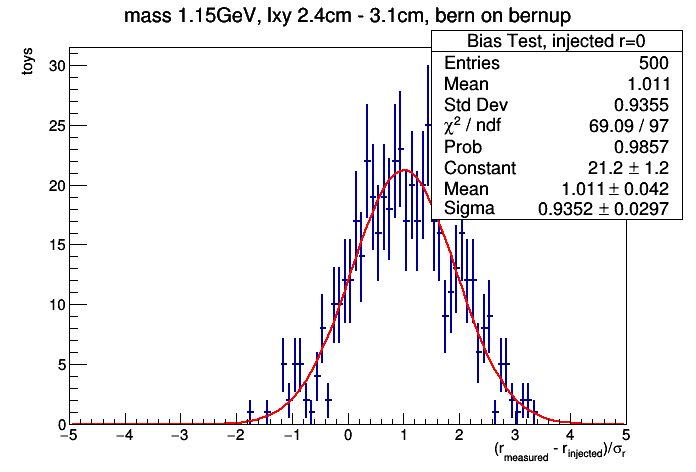 mass 1.15GeV, lxy 2.4cm - 3.1cm, bern on bernup
Bias Test, injected r=0
Entries 500
Mean 1.011
Std Dev 0.9355
χ² / ndf 69.09 / 97
Prob 0.9857
Constant 21.2 ± 1.2
Mean 1.011 ± 0.042
Sigma 0.9352 ± 0.0297
toys
30
25
20
15
10
5
0
−5 −4 −3 −2 −1 0 1 2 3 4 5
(r_measured - r_injected)/σ_r